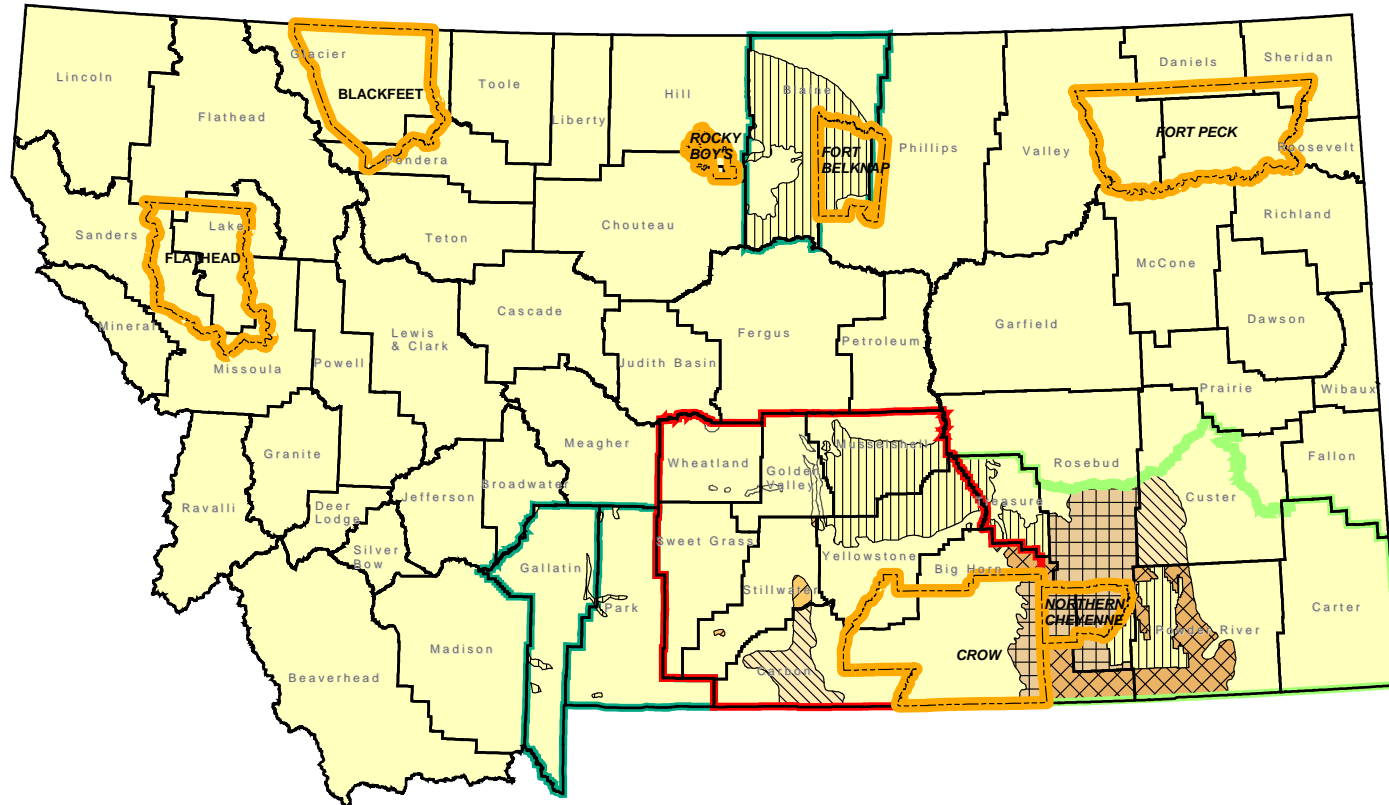 Lincoln
Flathead
Glacier
BLACKFEET
Toole
Liberty
Hill
Blaine
Phillips
Valley
Daniels
Sheridan
FORT PECK
Roosevelt
ROCKY
BOY'S
FORT
BELKNAP
Pondera
Sanders
Lake
FLATHEAD
Teton
Chouteau
Richland
McCone
Mineral
Missoula
Powell
Lewis
& Clark
Cascade
Judith Basin
Fergus
Petroleum
Garfield
Dawson
Prairie
Wibaux
Meagher
Wheatland
Golden
Valley
Musselshell
Rosebud
Custer
Fallon
Granite
Ravalli
Deer
Lodge
Silver
Bow
Jefferson
Broadwater
Gallatin
Park
Sweet Grass
Stillwater
Yellowstone
Treasure
Big Horn
NORTHERN
CHEYENNE
Powder River
Carter
Beaverhead
Madison
Carbon
CROW